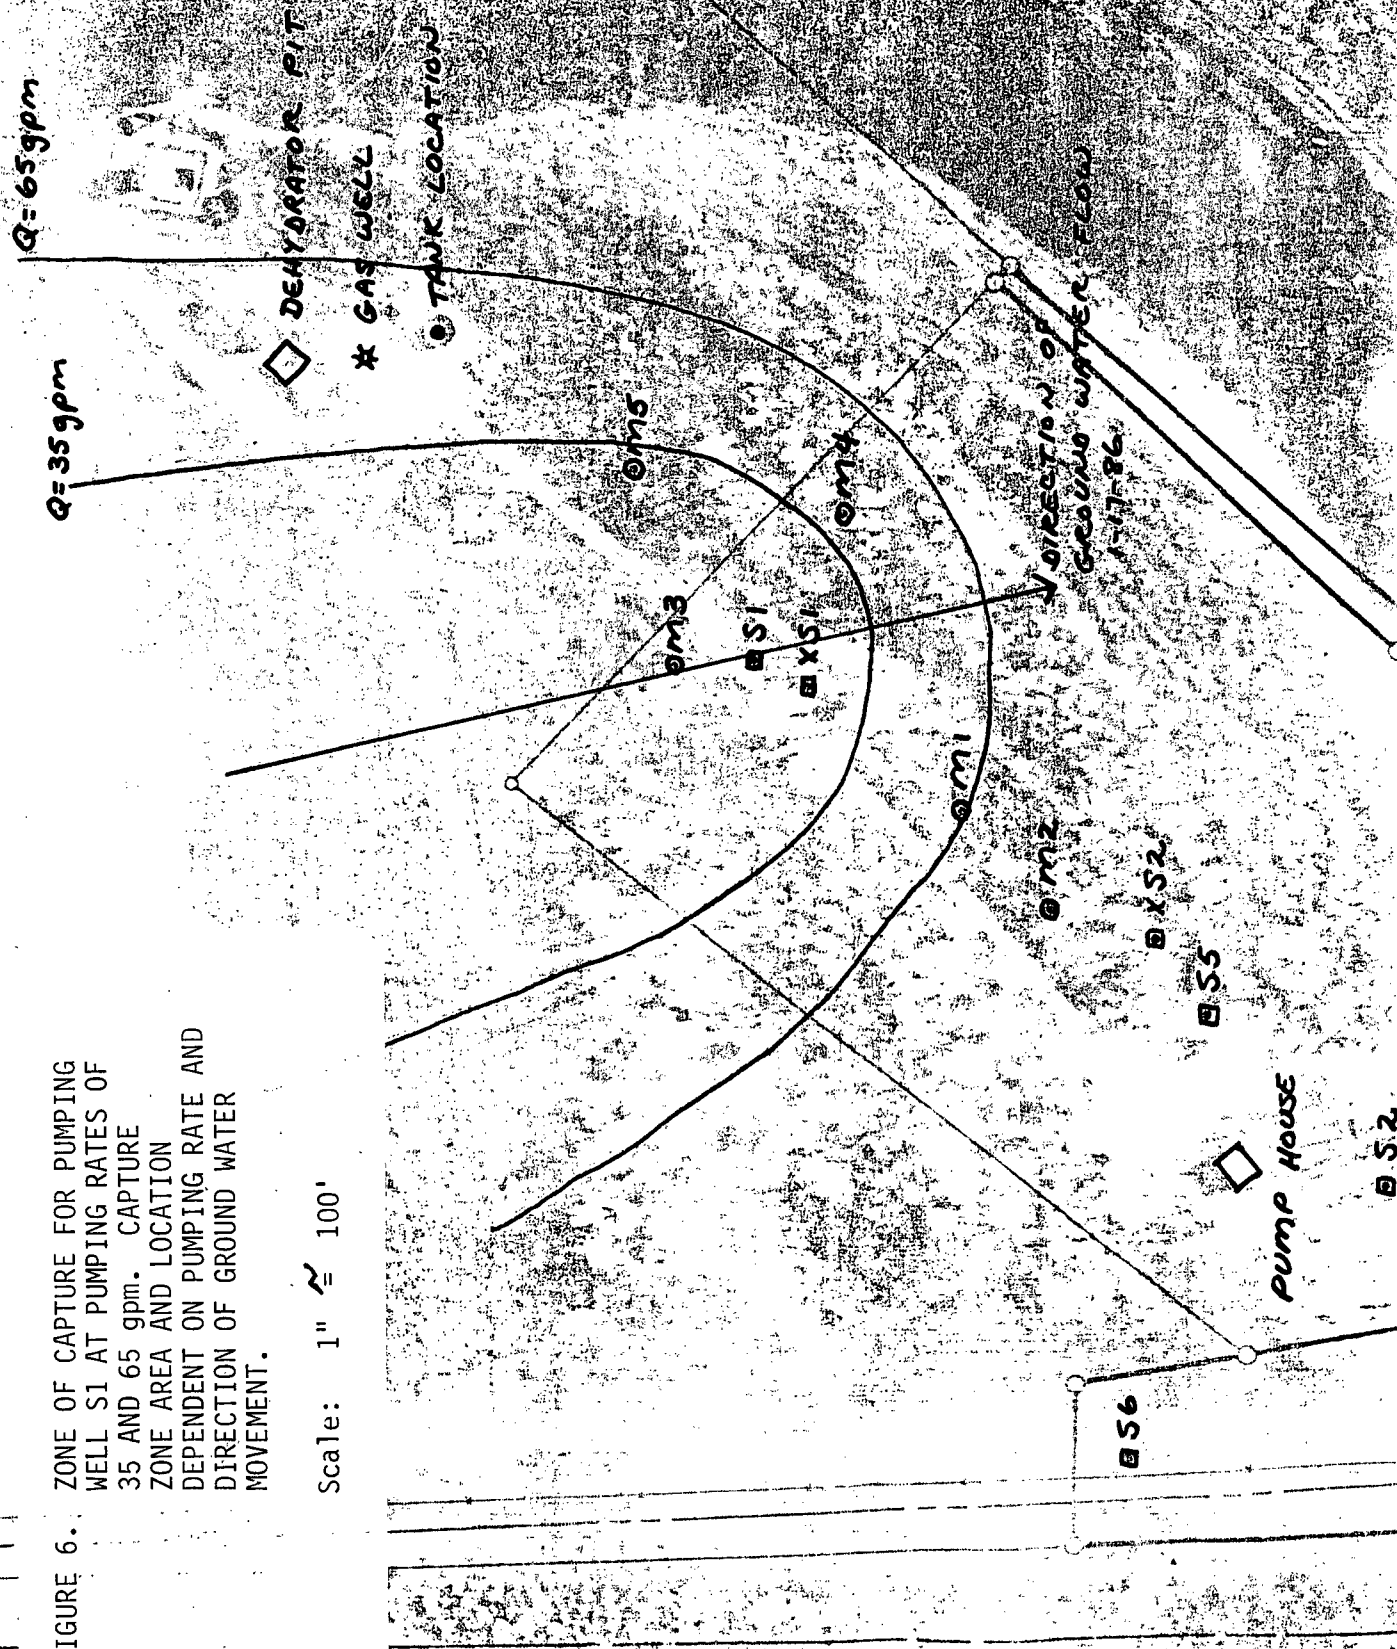 IGURE 6. ZONE OF CAPTURE FOR PUMPING
WELL S1 AT PUMPING RATES OF
35 AND 65 gpm. CAPTURE
ZONE AREA AND LOCATION
DEPENDENT ON PUMPING RATE AND
DIRECTION OF GROUND WATER
MOVEMENT.
Scale: 1" ≅ 100'
Q=35gpm
Q=65gpm
DEHYDRATOR PIT
GAS WELL
TANK LOCATION
M5
M3
M4
S1
XS1
M1
DIRECTION OF
GROUND WATER FLOW
1-17-86
M2
XS2
S5
PUMP HOUSE
S2
S6